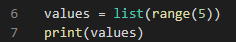 6 values = list(range(5))
7 print(values)